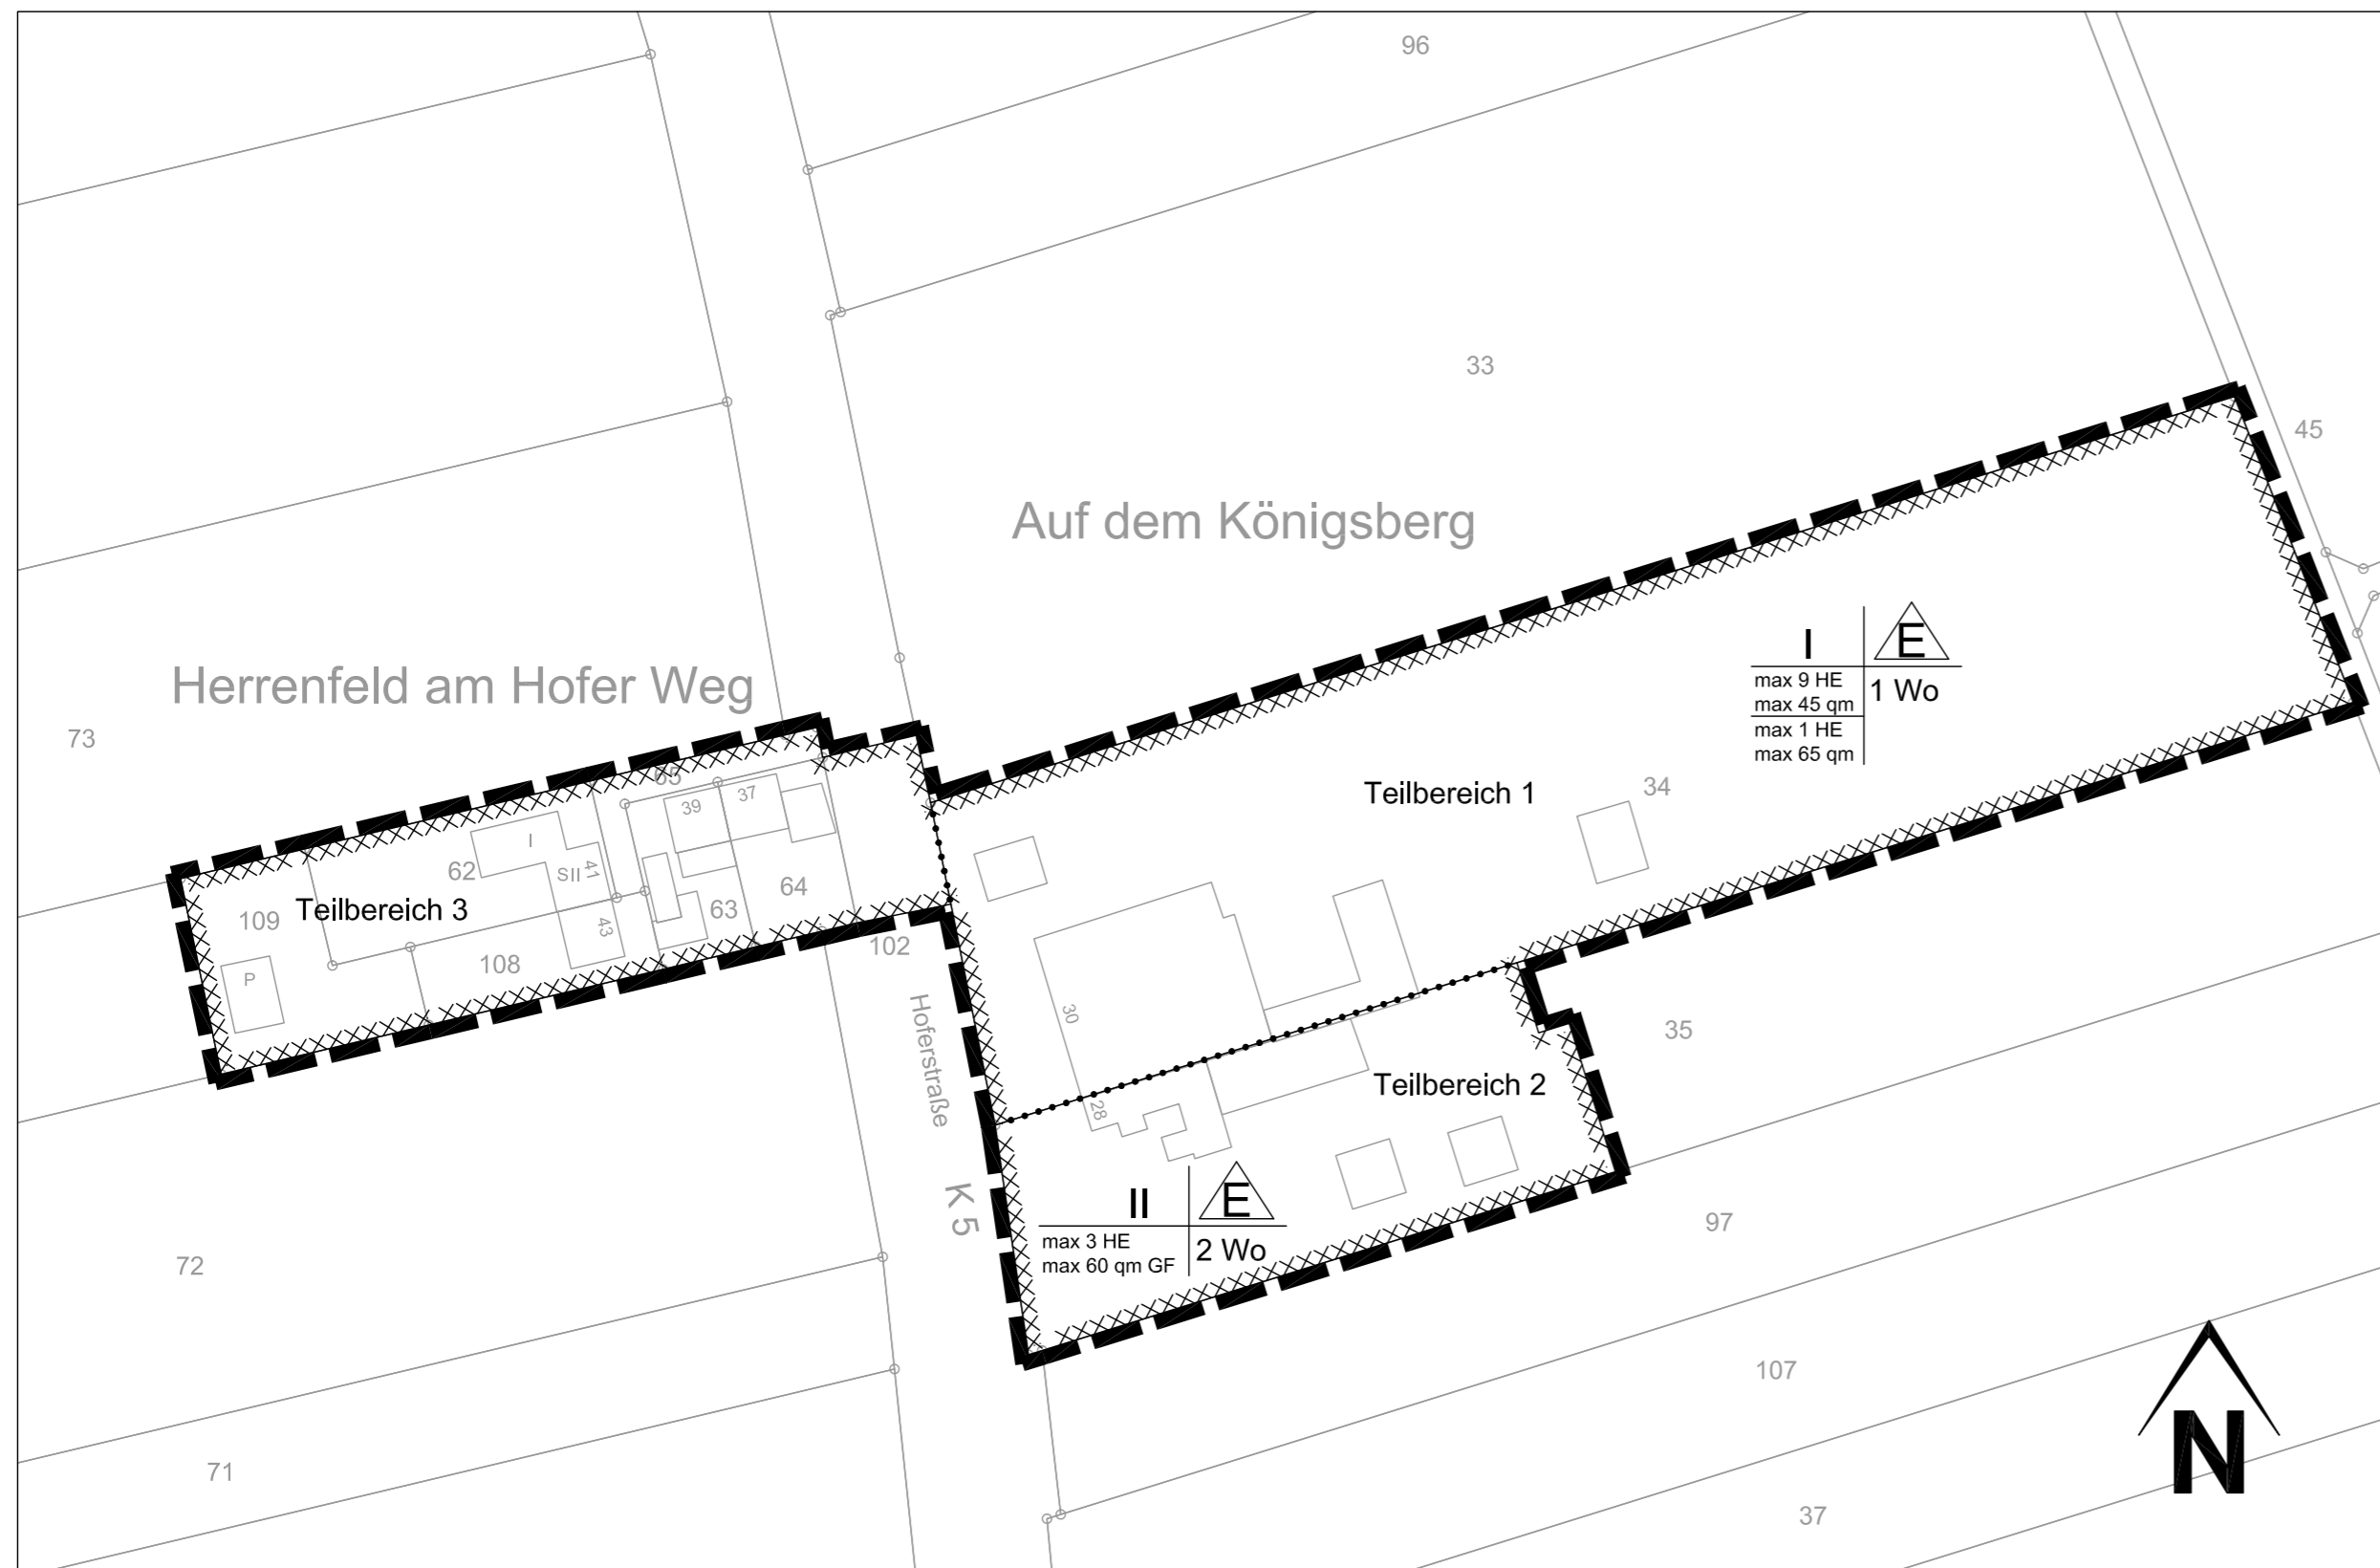 96
33
45
Auf dem Königsberg
I
E
max 9 HE
max 45 qm
1 Wo
max 1 HE
max 65 qm
Herrenfeld am Hofer Weg
73
65
39
37
Teilbereich 1
34
I
62
SII
41
64
63
109
Teilbereich 3
43
102
108
P
30
Hoferstraße
35
Teilbereich 2
28
K 5
II
E
max 3 HE
max 60 qm GF
2 Wo
97
72
107
N
71
37